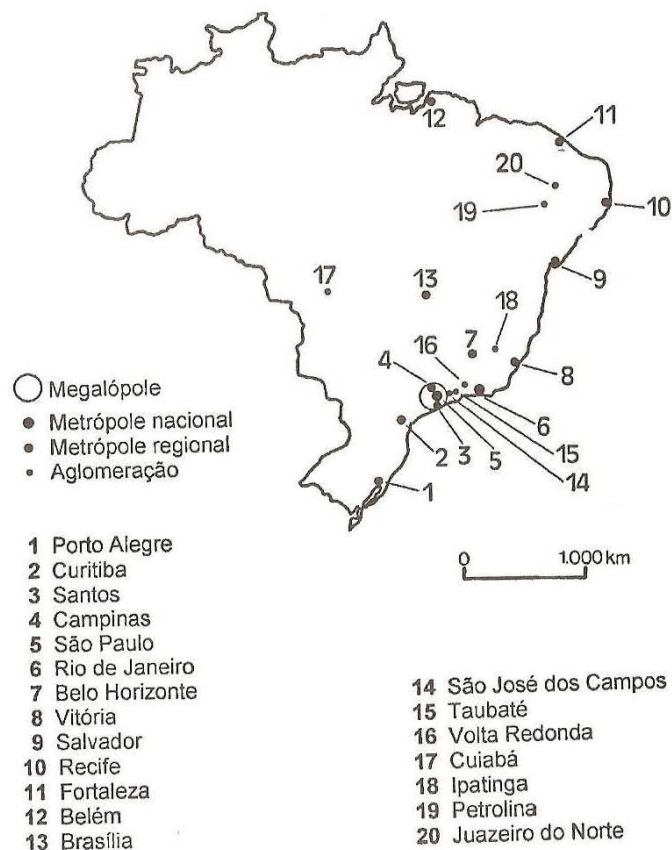 12
11
20
19
10
17
13
9
18
7
16
4
8
6
2
3
5
15
14
1
Megalópole
Metrópole nacional
Metrópole regional
Aglomeração
0 1.000 km
1 Porto Alegre
2 Curitiba
3 Santos
4 Campinas
5 São Paulo
6 Rio de Janeiro
7 Belo Horizonte
8 Vitória
9 Salvador
10 Recife
11 Fortaleza
12 Belém
13 Brasília
14 São José dos Campos
15 Taubaté
16 Volta Redonda
17 Cuiabá
18 Ipatinga
19 Petrolina
20 Juazeiro do Norte